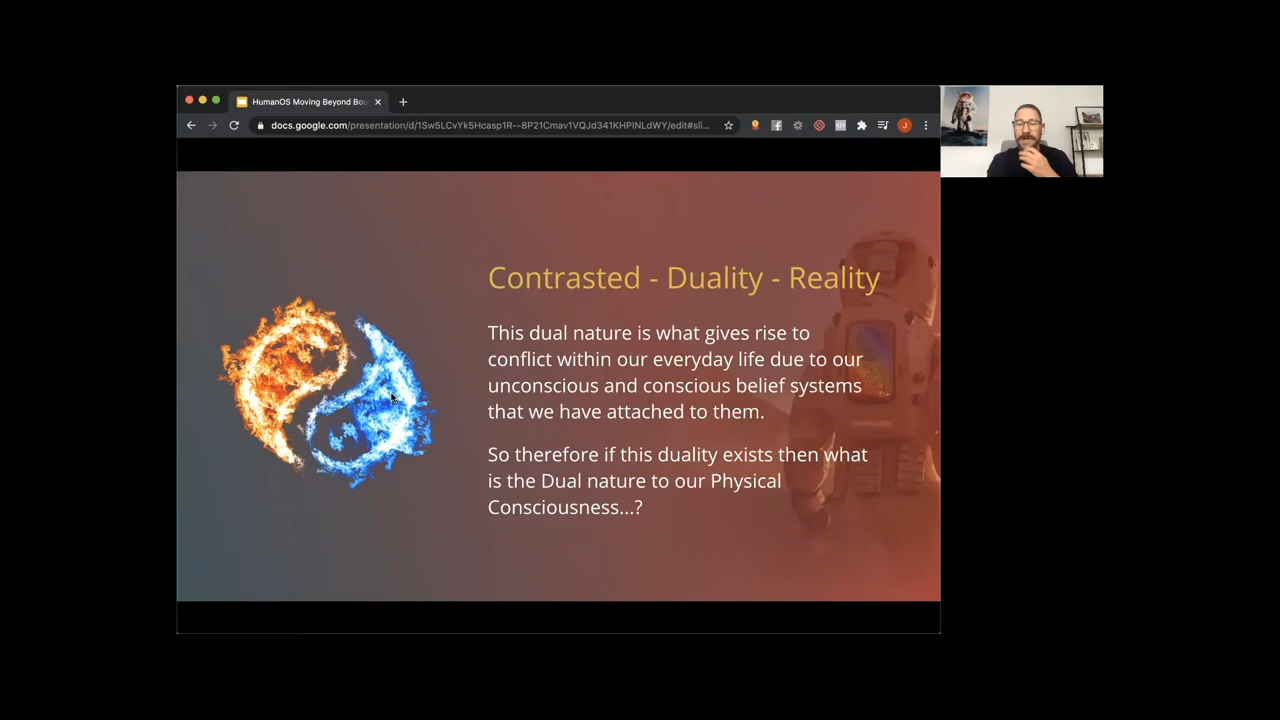 HumanOS Moving Beyond Bou
docs.google.com/presentation/d/1Sw5LCvYk5Hcasp1R--8P21Cmav1VQJd341KHPINLdWY/edit#sli...
J
Contrasted - Duality - Reality
This dual nature is what gives rise to
conflict within our everyday life due to our
unconscious and conscious belief systems
that we have attached to them.
So therefore if this duality exists then what
is the Dual nature to our Physical
Consciousness...?